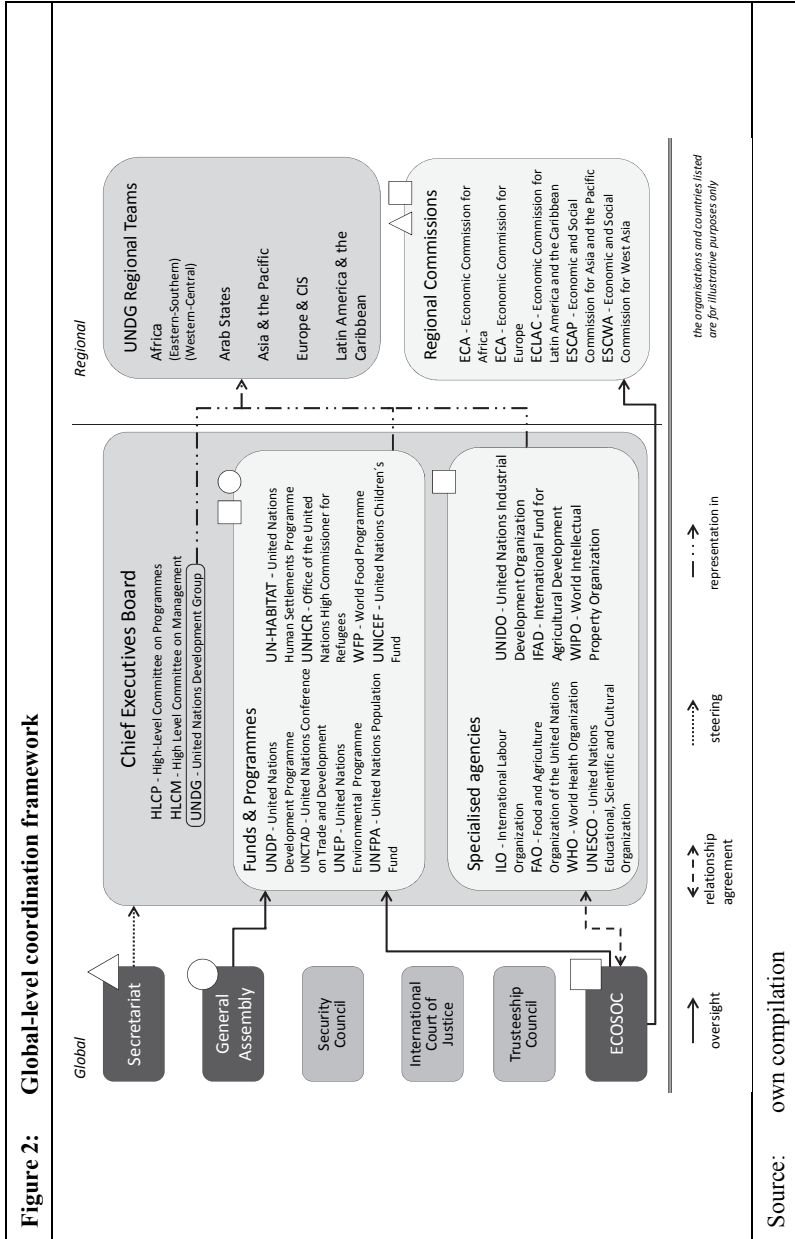 Figure 2: Global-level coordination framework
Global
Regional
Secretariat
General
Assembly
Security
Council
International
Court of
Justice
Trusteeship
Council
ECOSOC
Chief Executives Board
HLCP - High-Level Committee on Programmes
HLCM - High Level Committee on Management
UNDG - United Nations Development Group
Funds & Programmes
UNDP - United Nations
Development Programme
UNCTAD - United Nations Conference
on Trade and Development
UNEP - United Nations
Environmental Programme
UNFPA - United Nations Population
Fund
UN-HABITAT - United Nations
Human Settlements Programme
UNHCR - Office of the United
Nations High Commissioner for
Refugees
WFP - World Food Programme
UNICEF - United Nations Children´s
Fund
Specialised agencies
ILO - International Labour
Organization
FAO - Food and Agriculture
Organization of the United Nations
WHO - World Health Organization
UNESCO - United Nations
Educational, Scientific and Cultural
Organization
UNIDO - United Nations Industrial
Development Organization
IFAD - International Fund for
Agricultural Development
WIPO - World Intellectual
Property Organization
UNDG Regional Teams
Africa
(Eastern-Southern)
(Western-Central)
Arab States
Asia & the Pacific
Europe & CIS
Latin America & the
Caribbean
Regional Commissions
ECA - Economic Commission for
Africa
ECA - Economic Commission for
Europe
ECLAC - Economic Commission for
Latin America and the Caribbean
ESCAP - Economic and Social
Commission for Asia and the Pacific
ESCWA - Economic and Social
Commission for West Asia
oversight
relationship
agreement
steering
representation in
the organisations and countries listed
are for illustrative purposes only
Source: own compilation